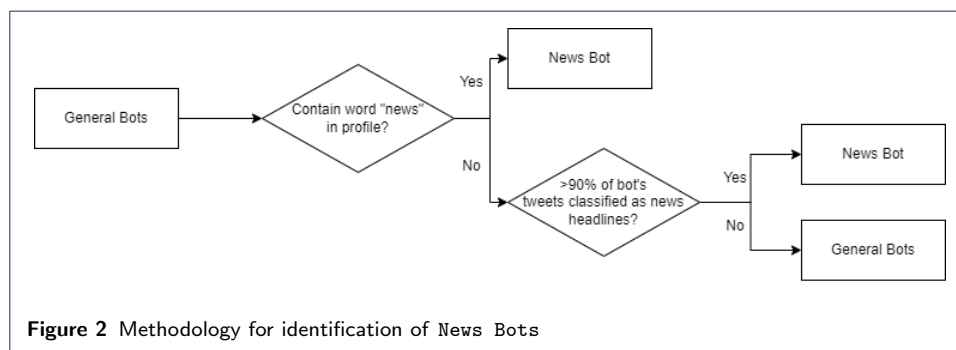 General Bots
Contain word "news"
in profile?
Yes
News Bot
No
>90% of bot's
tweets classified as news
headlines?
Yes
News Bot
No
General Bots
Figure 2 Methodology for identification of News Bots